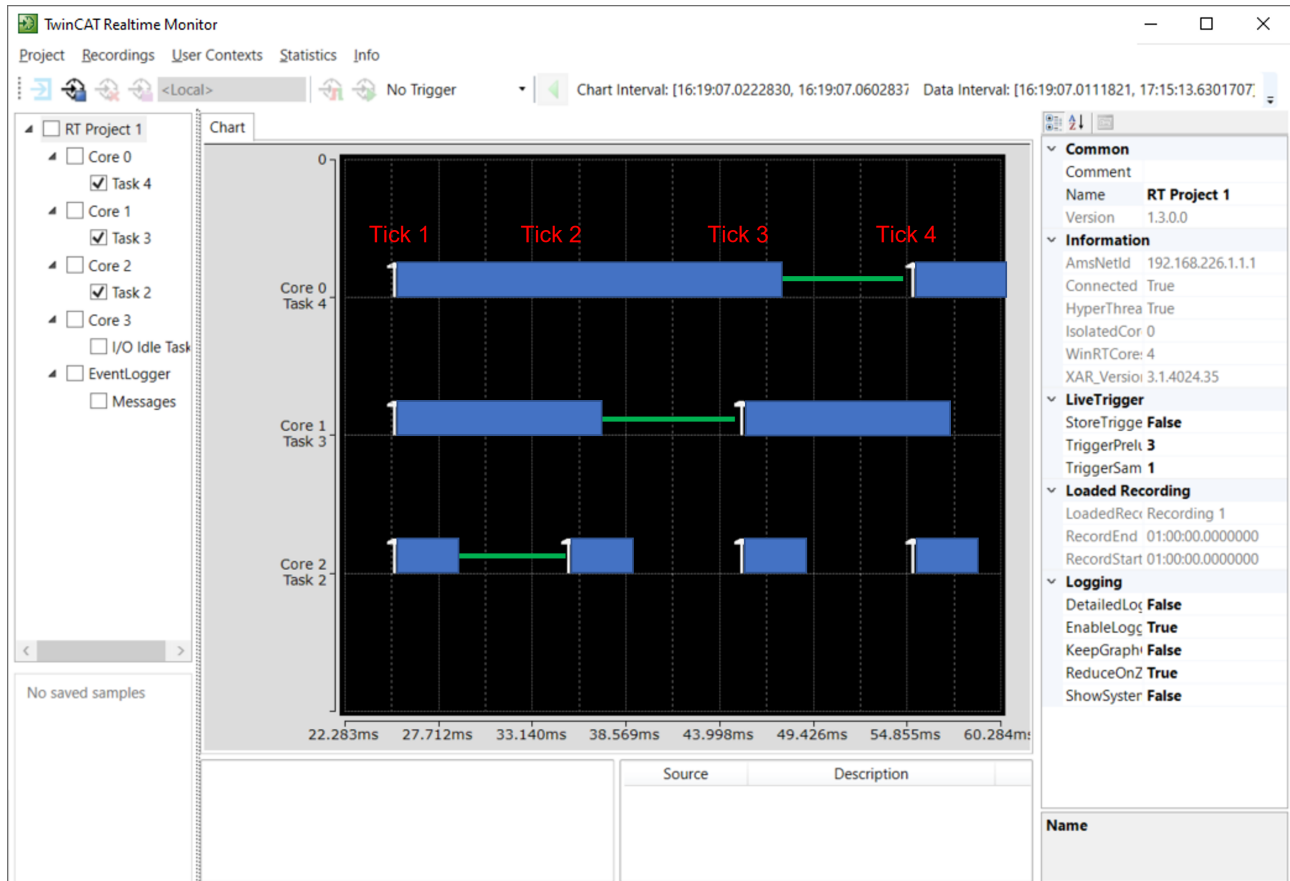 TwinCAT Realtime Monitor
Project Recordings User Contexts Statistics Info
<Local> No Trigger Chart Interval: [16:19:07.0222830, 16:19:07.0602837 Data Interval: [16:19:07.0111821, 17:15:13.6301707]
RT Project 1
Core 0
Task 4
Core 1
Task 3
Core 2
Task 2
Core 3
I/O Idle Task
EventLogger
Messages
No saved samples
Chart
0
Tick 1 Tick 2 Tick 3 Tick 4
Core 0
Task 4
Core 1
Task 3
Core 2
Task 2
22.283ms 27.712ms 33.140ms 38.569ms 43.998ms 49.426ms 54.855ms 60.284ms
Source Description
Common
Comment
Name RT Project 1
Version 1.3.0.0
Information
AmsNetId 192.168.226.1.1.1
Connected True
HyperThrea True
IsolatedCor 0
WinRTCore: 4
XAR_Versio 3.1.4024.35
LiveTrigger
StoreTrigge False
TriggerPrelu 3
TriggerSam 1
Loaded Recording
LoadedRec Recording 1
RecordEnd 01:00:00.0000000
RecordStart 01:00:00.0000000
Logging
DetailedLog False
EnableLogg True
KeepGraph False
ReduceOnZ True
ShowSyster False
Name